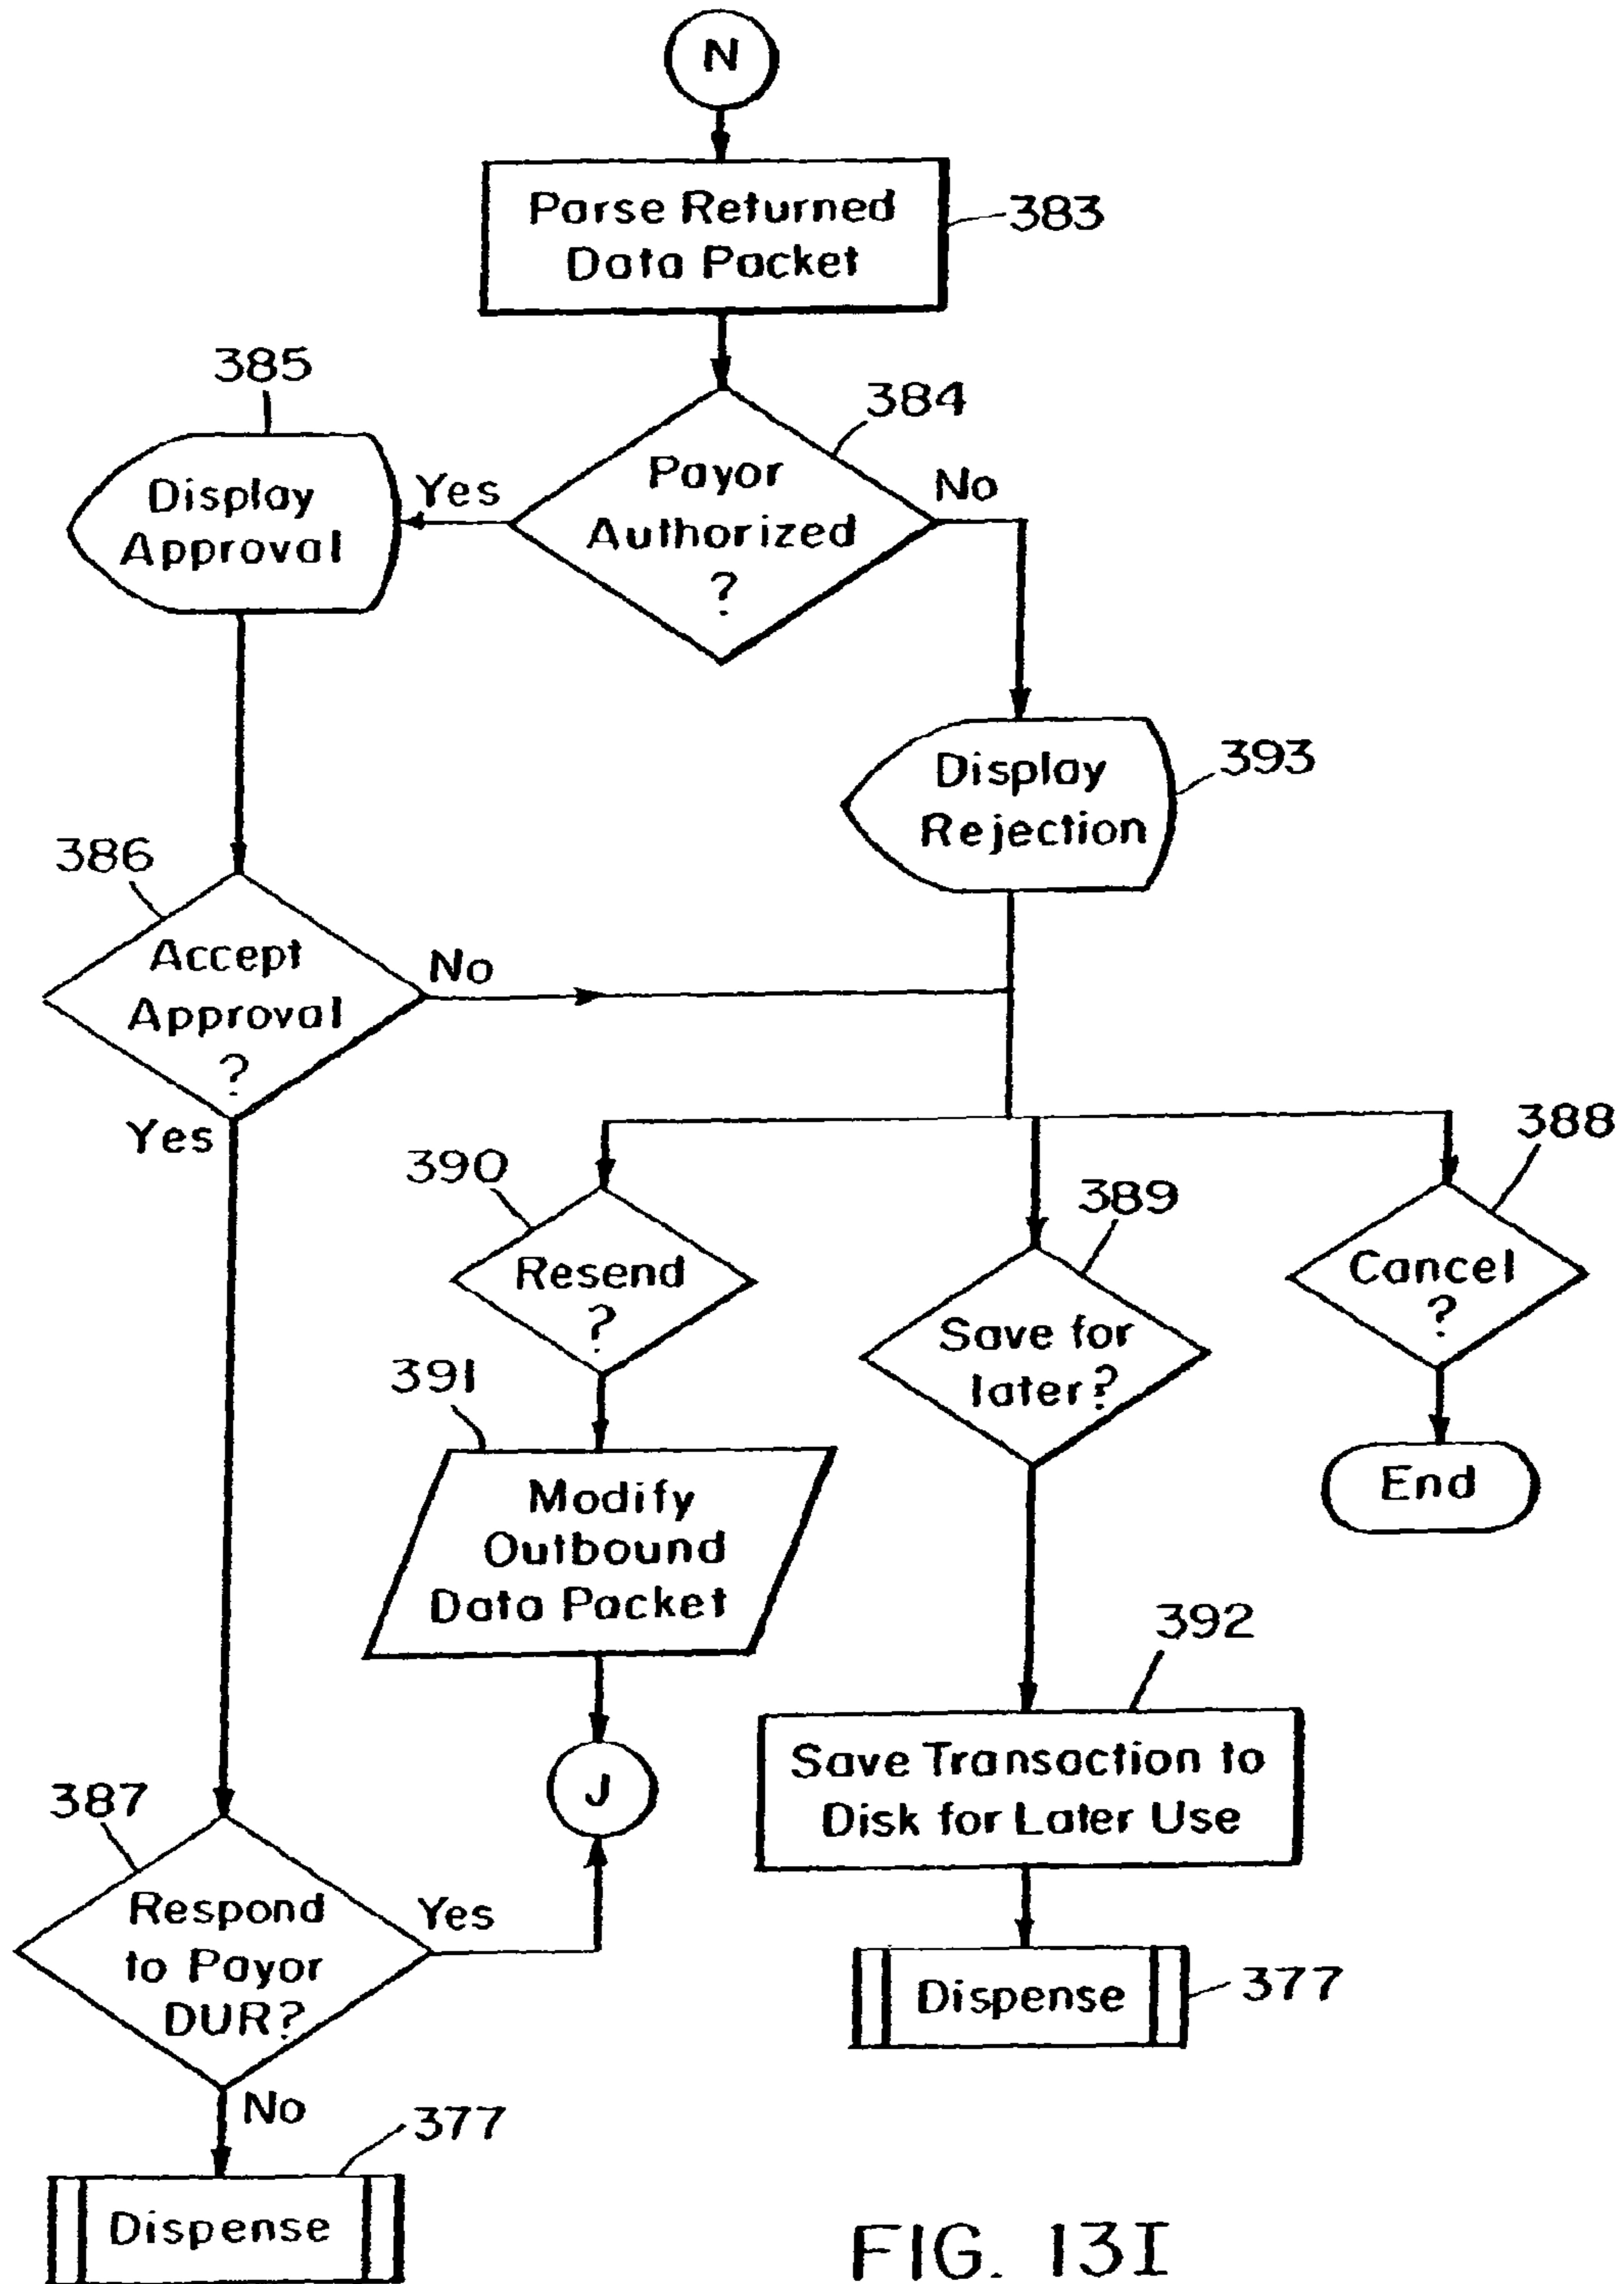 N
Parse Returned
Data Packet
383
385
384
Display
Approval
Yes
Payor
Authorized
?
No
Display
Rejection
393
386
Accept
Approval
?
No
Yes
390
Resend
?
389
Save for
later?
388
Cancel
?
391
Modify
Outbound
Data Packet
End
392
Save Transaction to
Disk for Later Use
J
387
Respond
to Payor
DUR?
Yes
Dispense
377
No
377
Dispense
FIG. 13I